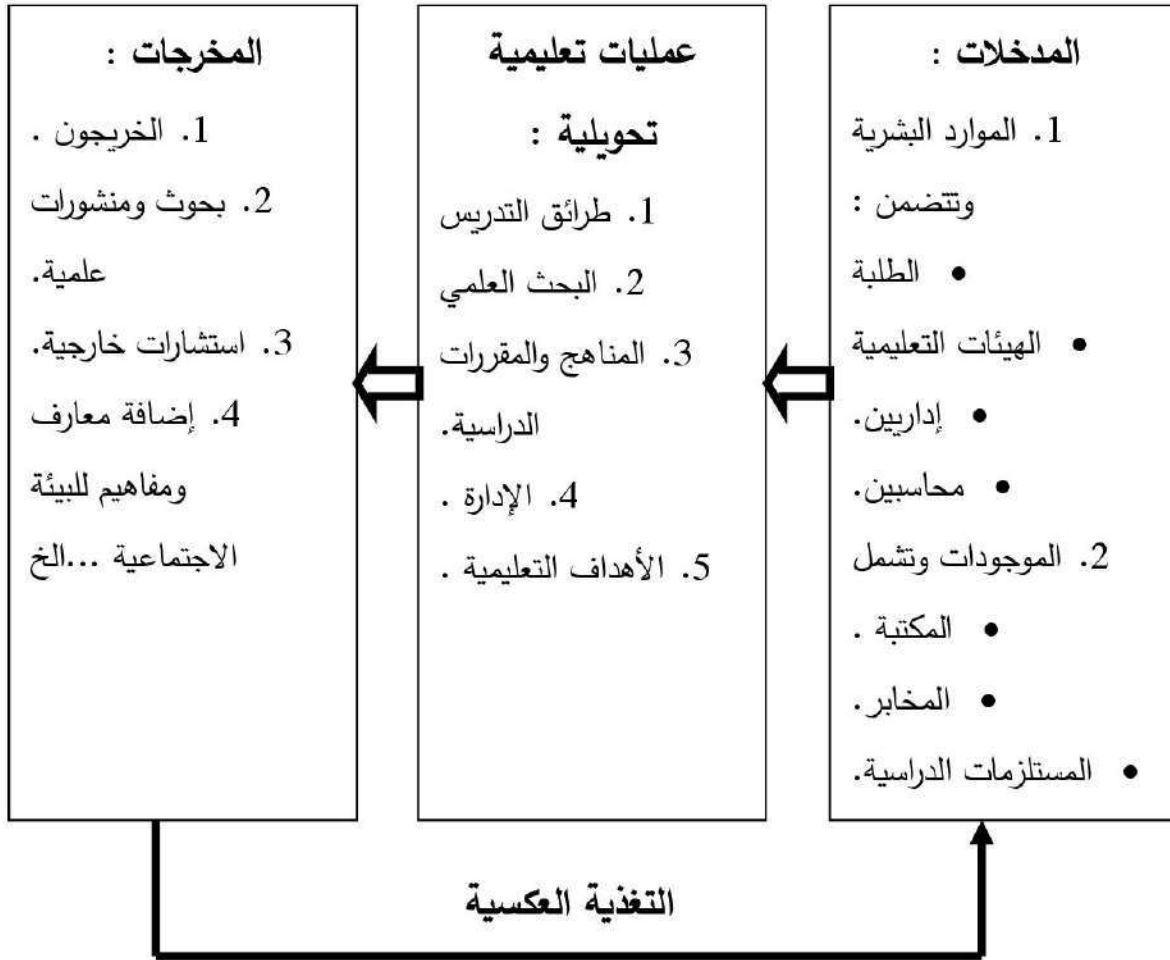 المدخلات :
1. الموارد البشرية
وتتضمن :
• الطلبة
• الهيئات التعليمية
• إداريين.
• محاسبين.
2. الموجودات وتشمل
• المكتبة .
• المخابر.
• المستلزمات الدراسية.
عمليات تعليمية
تحويلية :
1. طرائق التدريس
2. البحث العلمي
3. المناهج والمقررات
الدراسية.
4. الإدارة .
5. الأهداف التعليمية .
المخرجات :
1. الخريجون .
2. بحوث ومنشورات
علمية.
3. استشارات خارجية.
4. إضافة معارف
ومفاهيم للبيئة
الاجتماعية ...الخ
التغذية العكسية